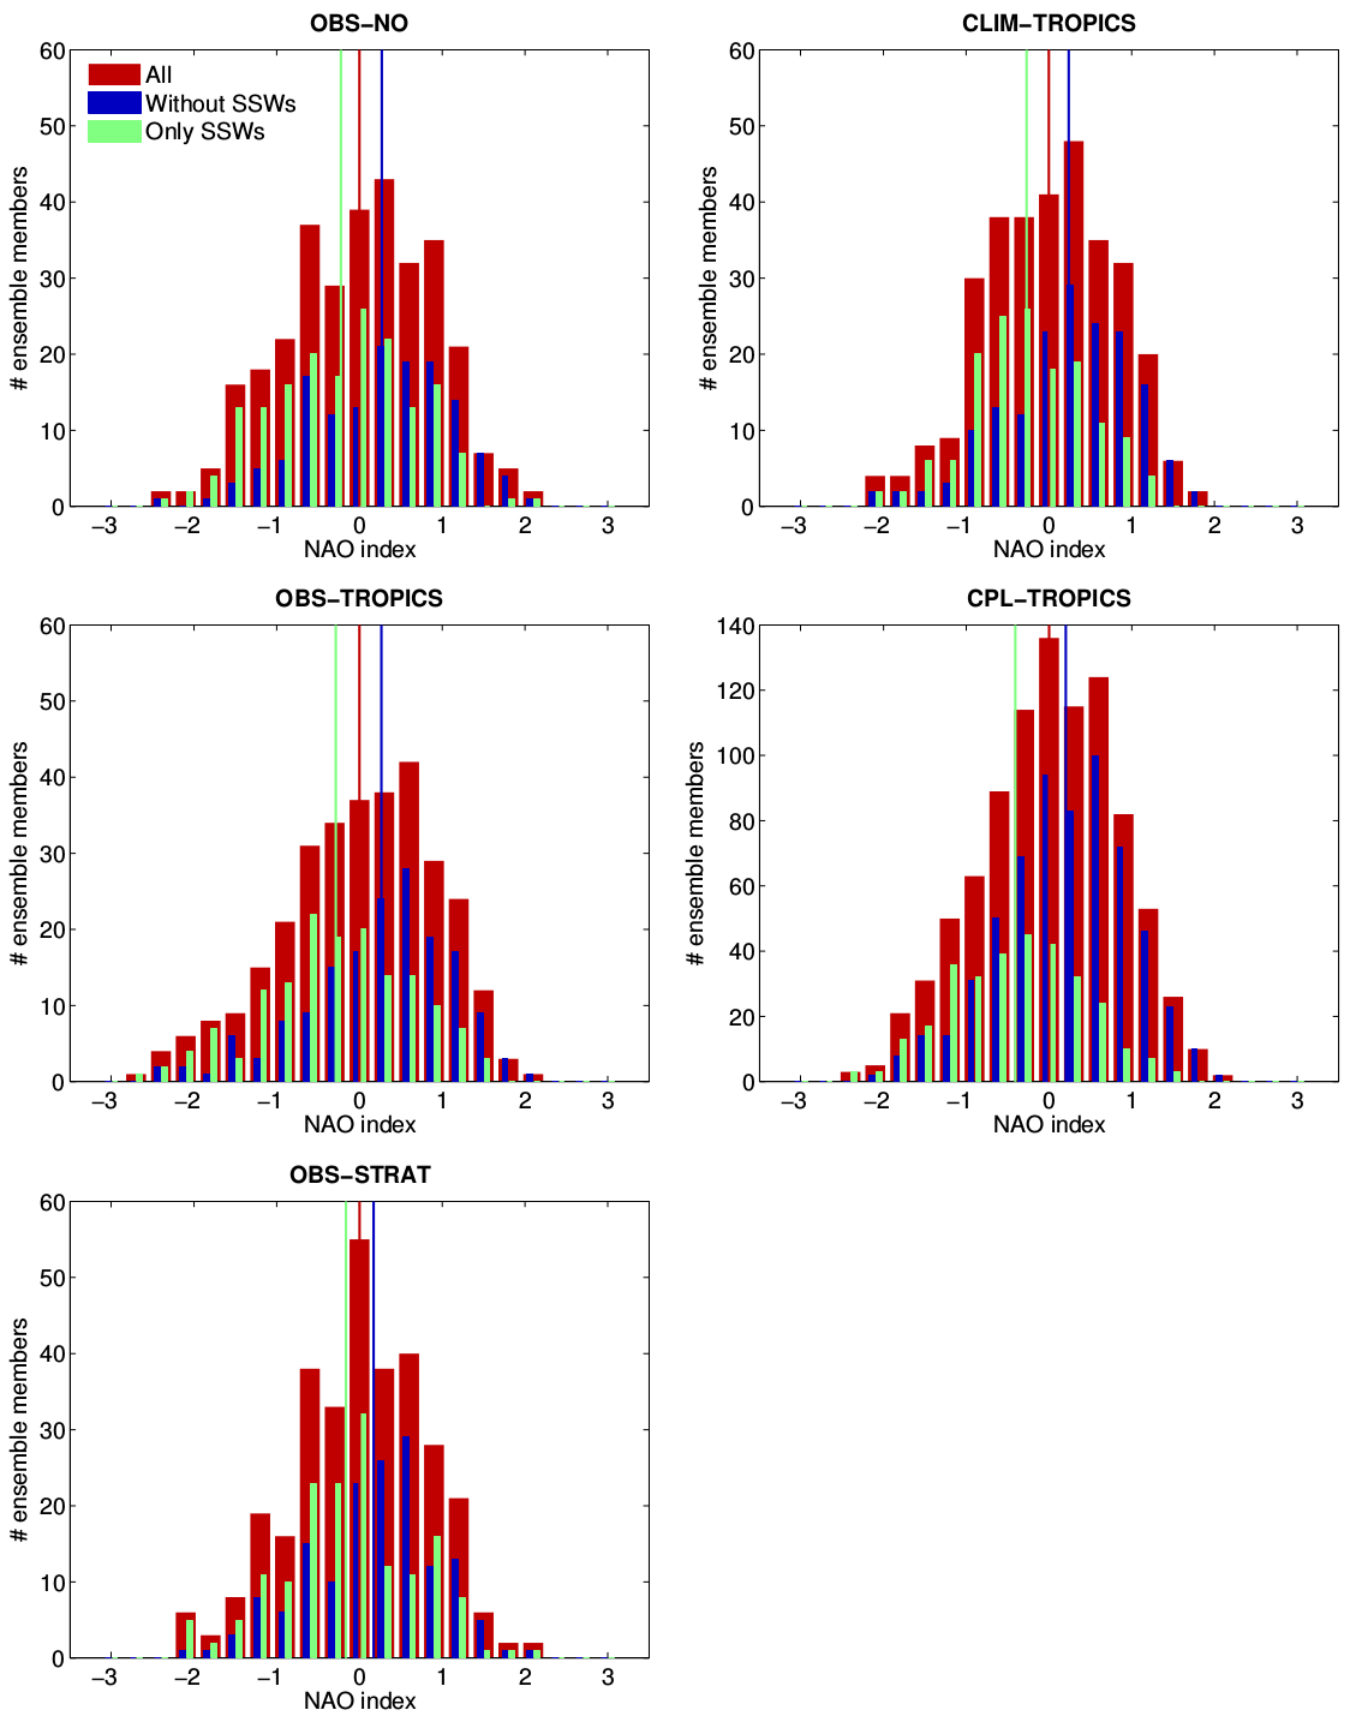 OBS−NO
60
50
40
30
20
10
0
# ensemble members
All
Without SSWs
Only SSWs
−3 −2 −1 0 1 2 3
NAO index
CLIM−TROPICS
60
50
40
30
20
10
0
# ensemble members
−3 −2 −1 0 1 2 3
NAO index
OBS−TROPICS
60
50
40
30
20
10
0
# ensemble members
−3 −2 −1 0 1 2 3
NAO index
CPL−TROPICS
140
120
100
80
60
40
20
0
# ensemble members
−3 −2 −1 0 1 2 3
NAO index
OBS−STRAT
60
50
40
30
20
10
0
# ensemble members
−3 −2 −1 0 1 2 3
NAO index